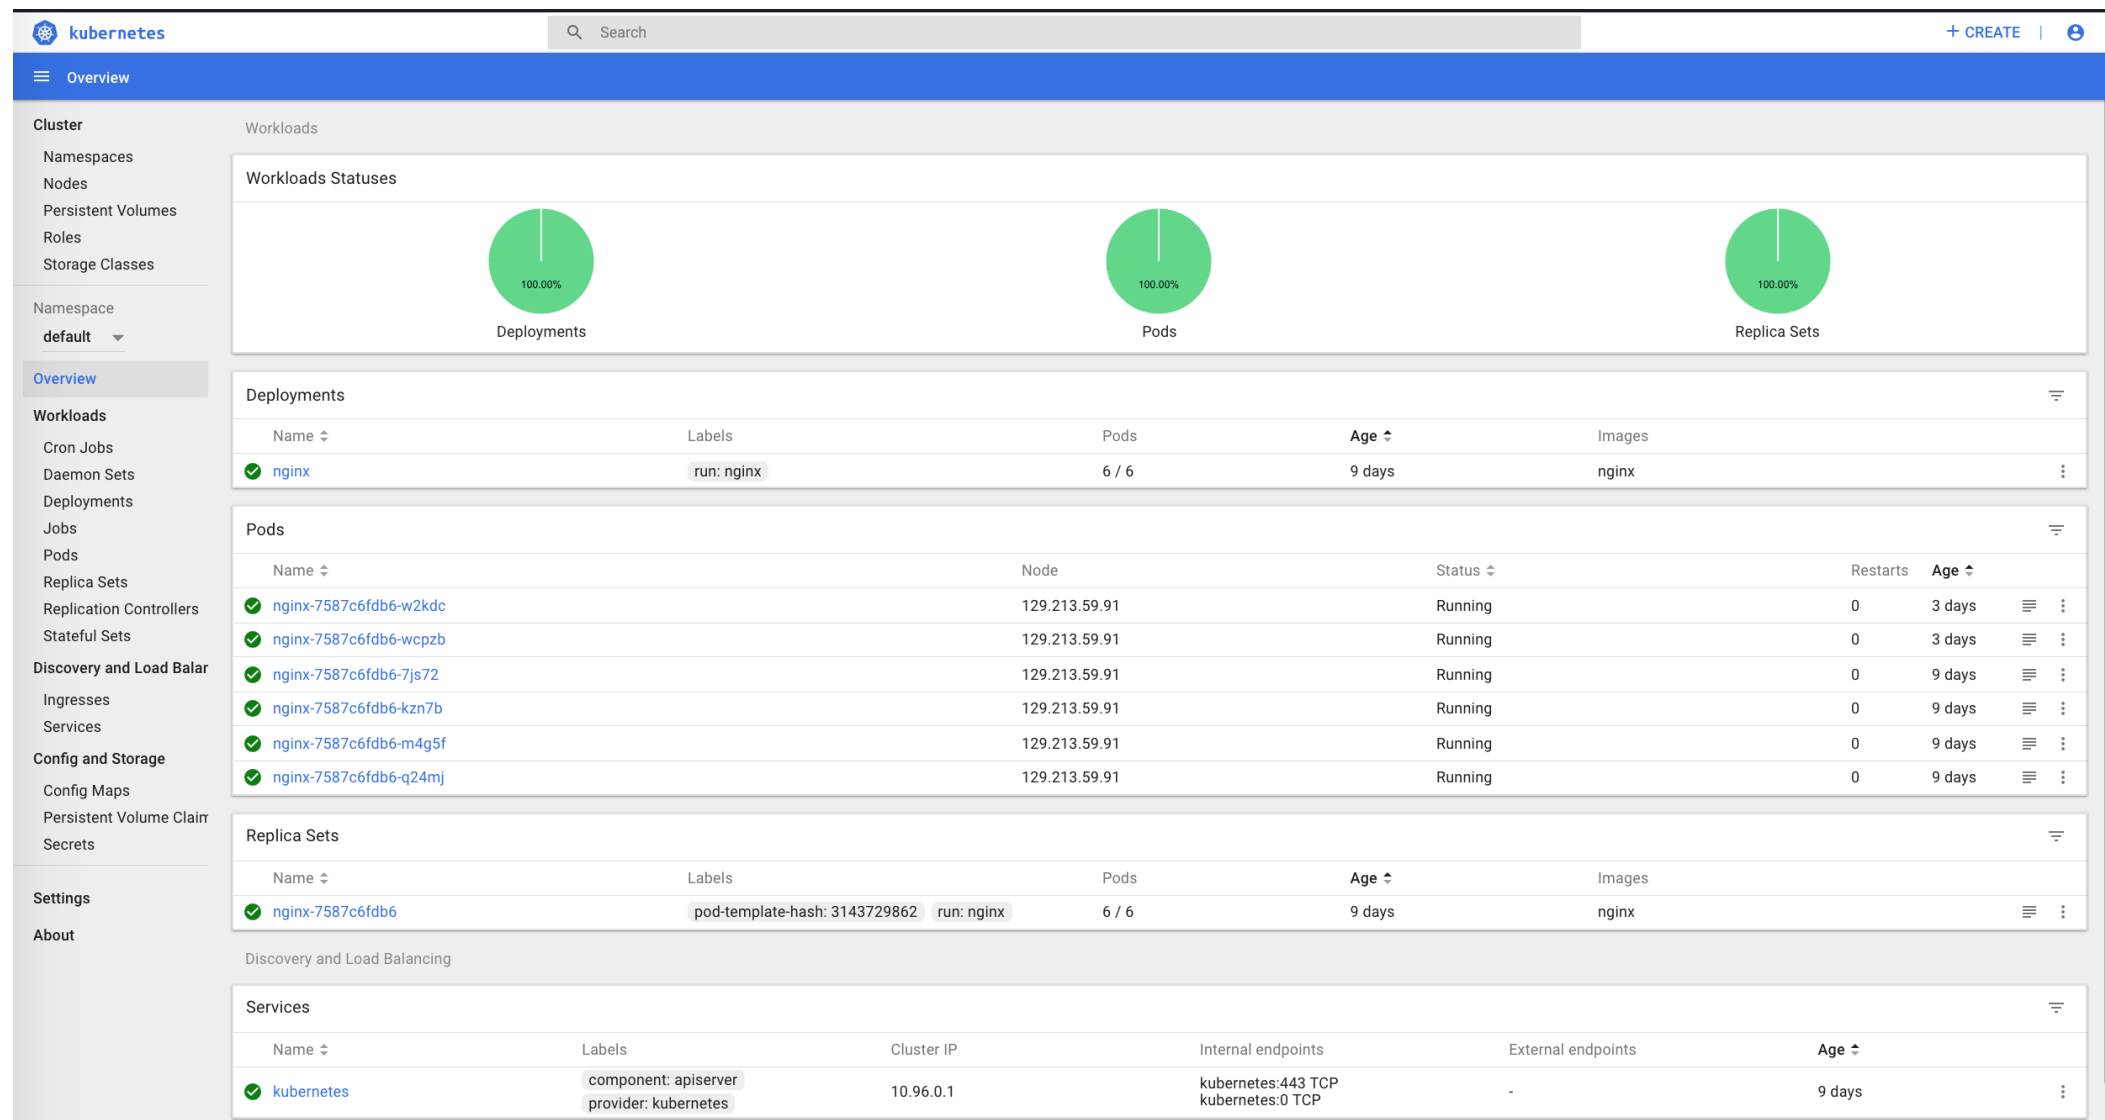 kubernetes
Search
+ CREATE |
Overview
Cluster
Namespaces
Nodes
Persistent Volumes
Roles
Storage Classes
Namespace
default
Overview
Workloads
Cron Jobs
Daemon Sets
Deployments
Jobs
Pods
Replica Sets
Replication Controllers
Stateful Sets
Discovery and Load Balar
Ingresses
Services
Config and Storage
Config Maps
Persistent Volume Claim
Secrets
Settings
About
Workloads
Workloads Statuses
100.00% 100.00% 100.00%
Deployments Pods Replica Sets
Deployments
Name Labels Pods Age Images
nginx run: nginx 6 / 6 9 days nginx
Pods
Name Node Status Restarts Age
nginx-7587c6fdb6-w2kdc 129.213.59.91 Running 0 3 days
nginx-7587c6fdb6-wcpzb 129.213.59.91 Running 0 3 days
nginx-7587c6fdb6-7js72 129.213.59.91 Running 0 9 days
nginx-7587c6fdb6-kzn7b 129.213.59.91 Running 0 9 days
nginx-7587c6fdb6-m4g5f 129.213.59.91 Running 0 9 days
nginx-7587c6fdb6-q24mj 129.213.59.91 Running 0 9 days
Replica Sets
Name Labels Pods Age Images
nginx-7587c6fdb6 pod-template-hash: 3143729862 run: nginx 6 / 6 9 days nginx
Discovery and Load Balancing
Services
Name Labels Cluster IP Internal endpoints External endpoints Age
kubernetes component: apiserver 10.96.0.1 kubernetes:443 TCP - 9 days
provider: kubernetes kubernetes:0 TCP